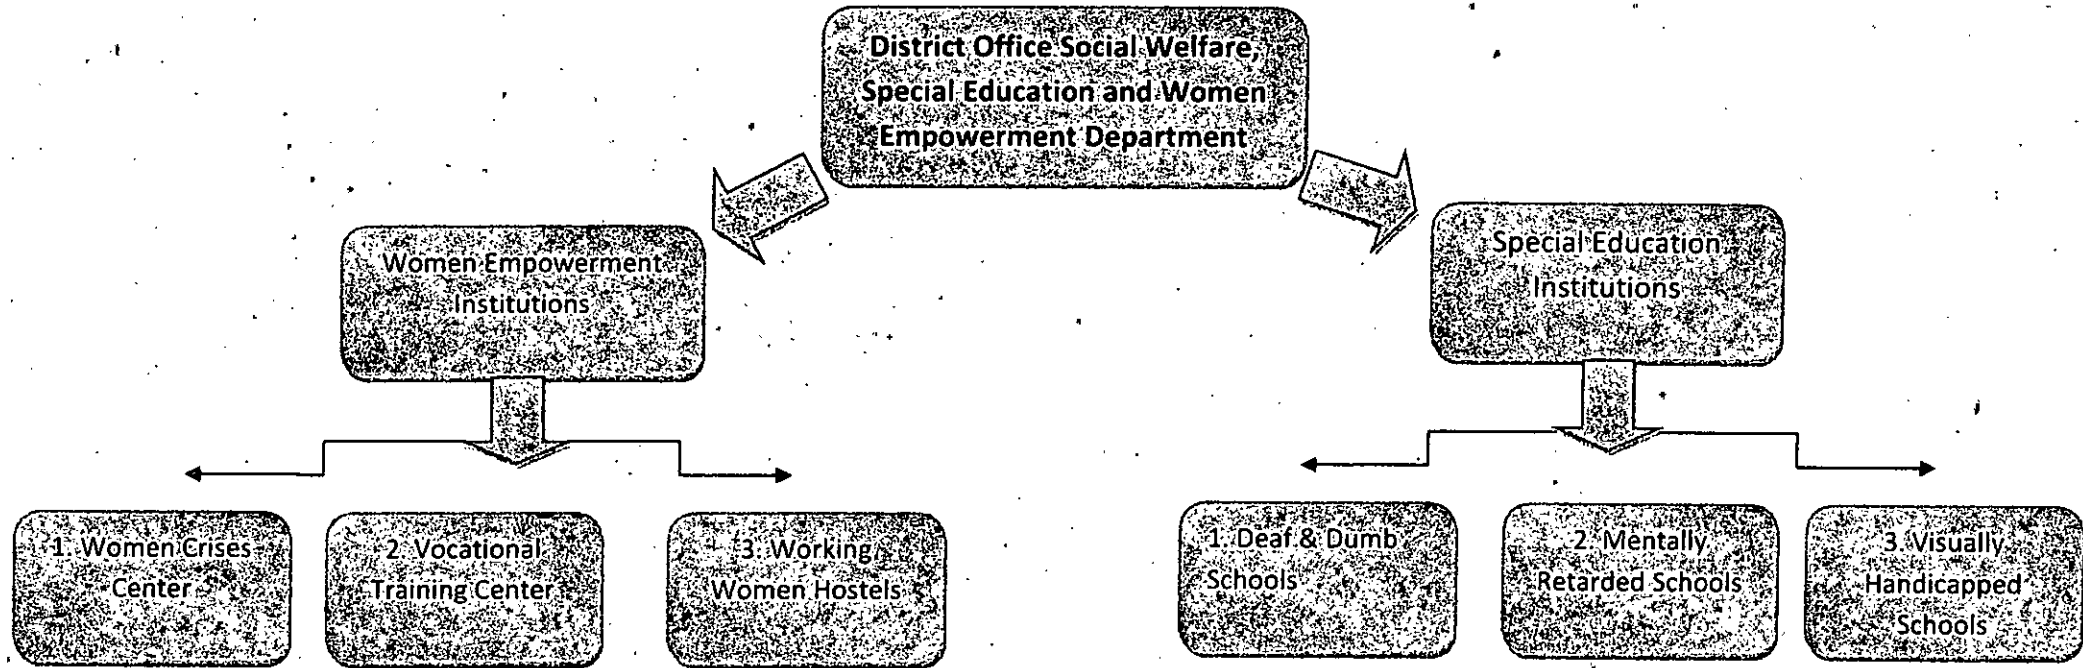 District Office Social Welfare,
Special Education and Women
Empowerment Department
Women Empowerment
Institutions
Special Education
Institutions
1. Women Crises
Center
2. Vocational
Training Center
3. Working
Women Hostels
1. Deaf & Dumb
Schools
2. Mentally
Retarded Schools
3. Visually
Handicapped
Schools